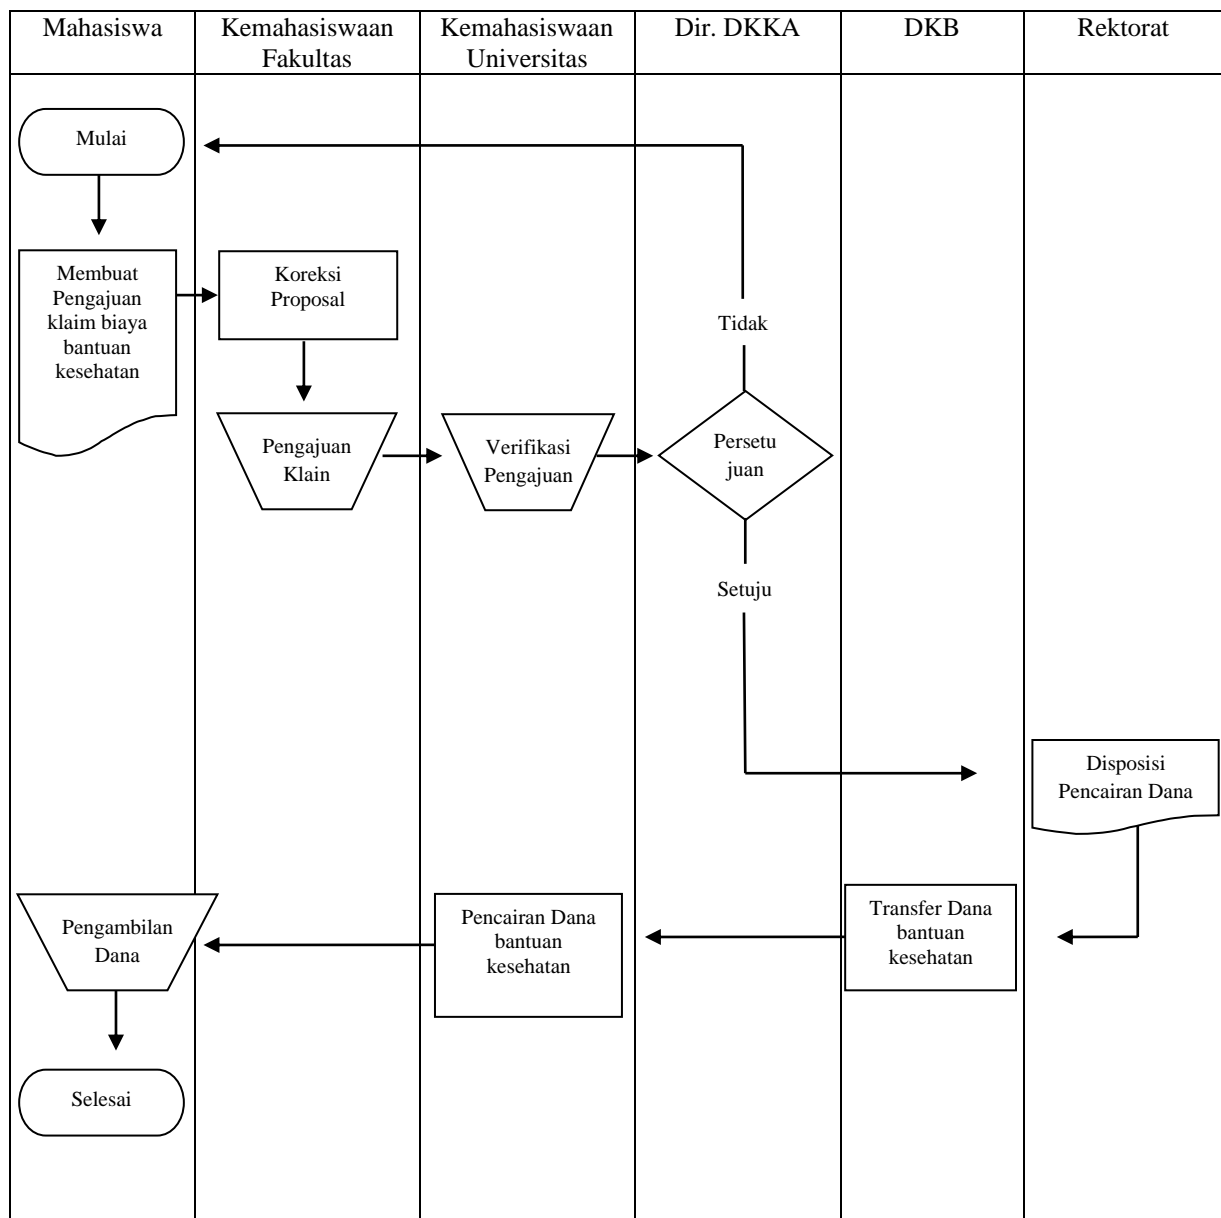 Mahasiswa
Kemahasiswaan
Fakultas
Kemahasiswaan
Universitas
Dir. DKKA
DKB
Rektorat
Mulai
Membuat
Pengajuan
klaim biaya
bantuan
kesehatan
Koreksi
Proposal
Tidak
Pengajuan
Klain
Verifikasi
Pengajuan
Persetu
juan
Setuju
Disposisi
Pencairan Dana
Transfer Dana
bantuan
kesehatan
Pencairan Dana
bantuan
kesehatan
Pengambilan
Dana
Selesai